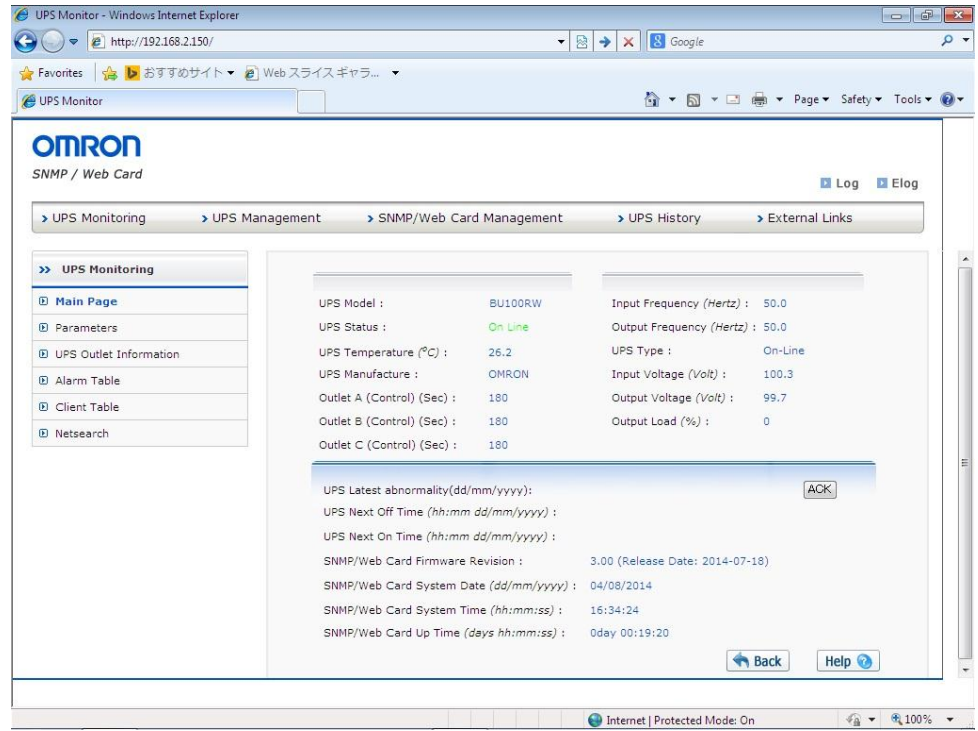 UPS Monitor - Windows Internet Explorer
http://192.168.2.150/
Google
Favorites
おすすめサイト
Web スライス ギャラ...
UPS Monitor
Page
Safety
Tools
OMRON
SNMP / Web Card
Log
Elog
UPS Monitoring
UPS Management
SNMP/Web Card Management
UPS History
External Links
UPS Monitoring
Main Page
Parameters
UPS Outlet Information
Alarm Table
Client Table
Netsearch
UPS Model : BU100RW
UPS Status : On Line
UPS Temperature (°C) : 26.2
UPS Manufacture : OMRON
Outlet A (Control) (Sec) : 180
Outlet B (Control) (Sec) : 180
Outlet C (Control) (Sec) : 180
Input Frequency (Hertz) : 50.0
Output Frequency (Hertz) : 50.0
UPS Type : On-Line
Input Voltage (Volt) : 100.3
Output Voltage (Volt) : 99.7
Output Load (%) : 0
UPS Latest abnormality(dd/mm/yyyy):
ACK
UPS Next Off Time (hh:mm dd/mm/yyyy) :
UPS Next On Time (hh:mm dd/mm/yyyy) :
SNMP/Web Card Firmware Revision : 3.00 (Release Date: 2014-07-18)
SNMP/Web Card System Date (dd/mm/yyyy) : 04/08/2014
SNMP/Web Card System Time (hh:mm:ss) : 16:34:24
SNMP/Web Card Up Time (days hh:mm:ss) : 0day 00:19:20
Back
Help
Internet | Protected Mode: On
100%